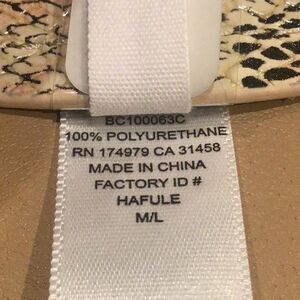 BC100063C
100% POLYURETHANE
RN 174979 CA 31458
MADE IN CHINA
FACTORY ID #
HAFULE
M/L